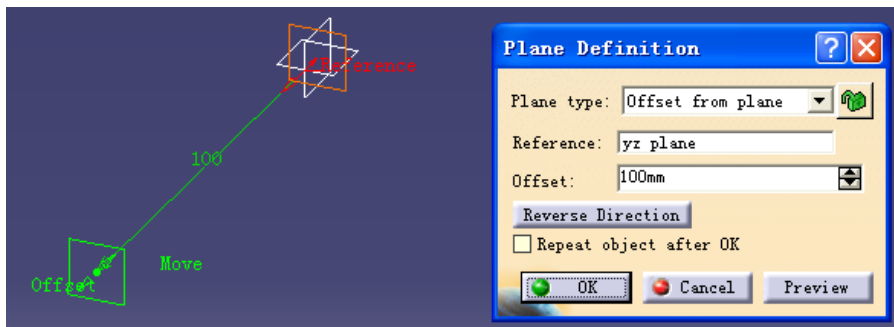 Reference
100
Move
Offset
Plane Definition
Plane type: Offset from plane
Reference: yz plane
Offset: 100mm
Reverse Direction
Repeat object after OK
OK Cancel Preview